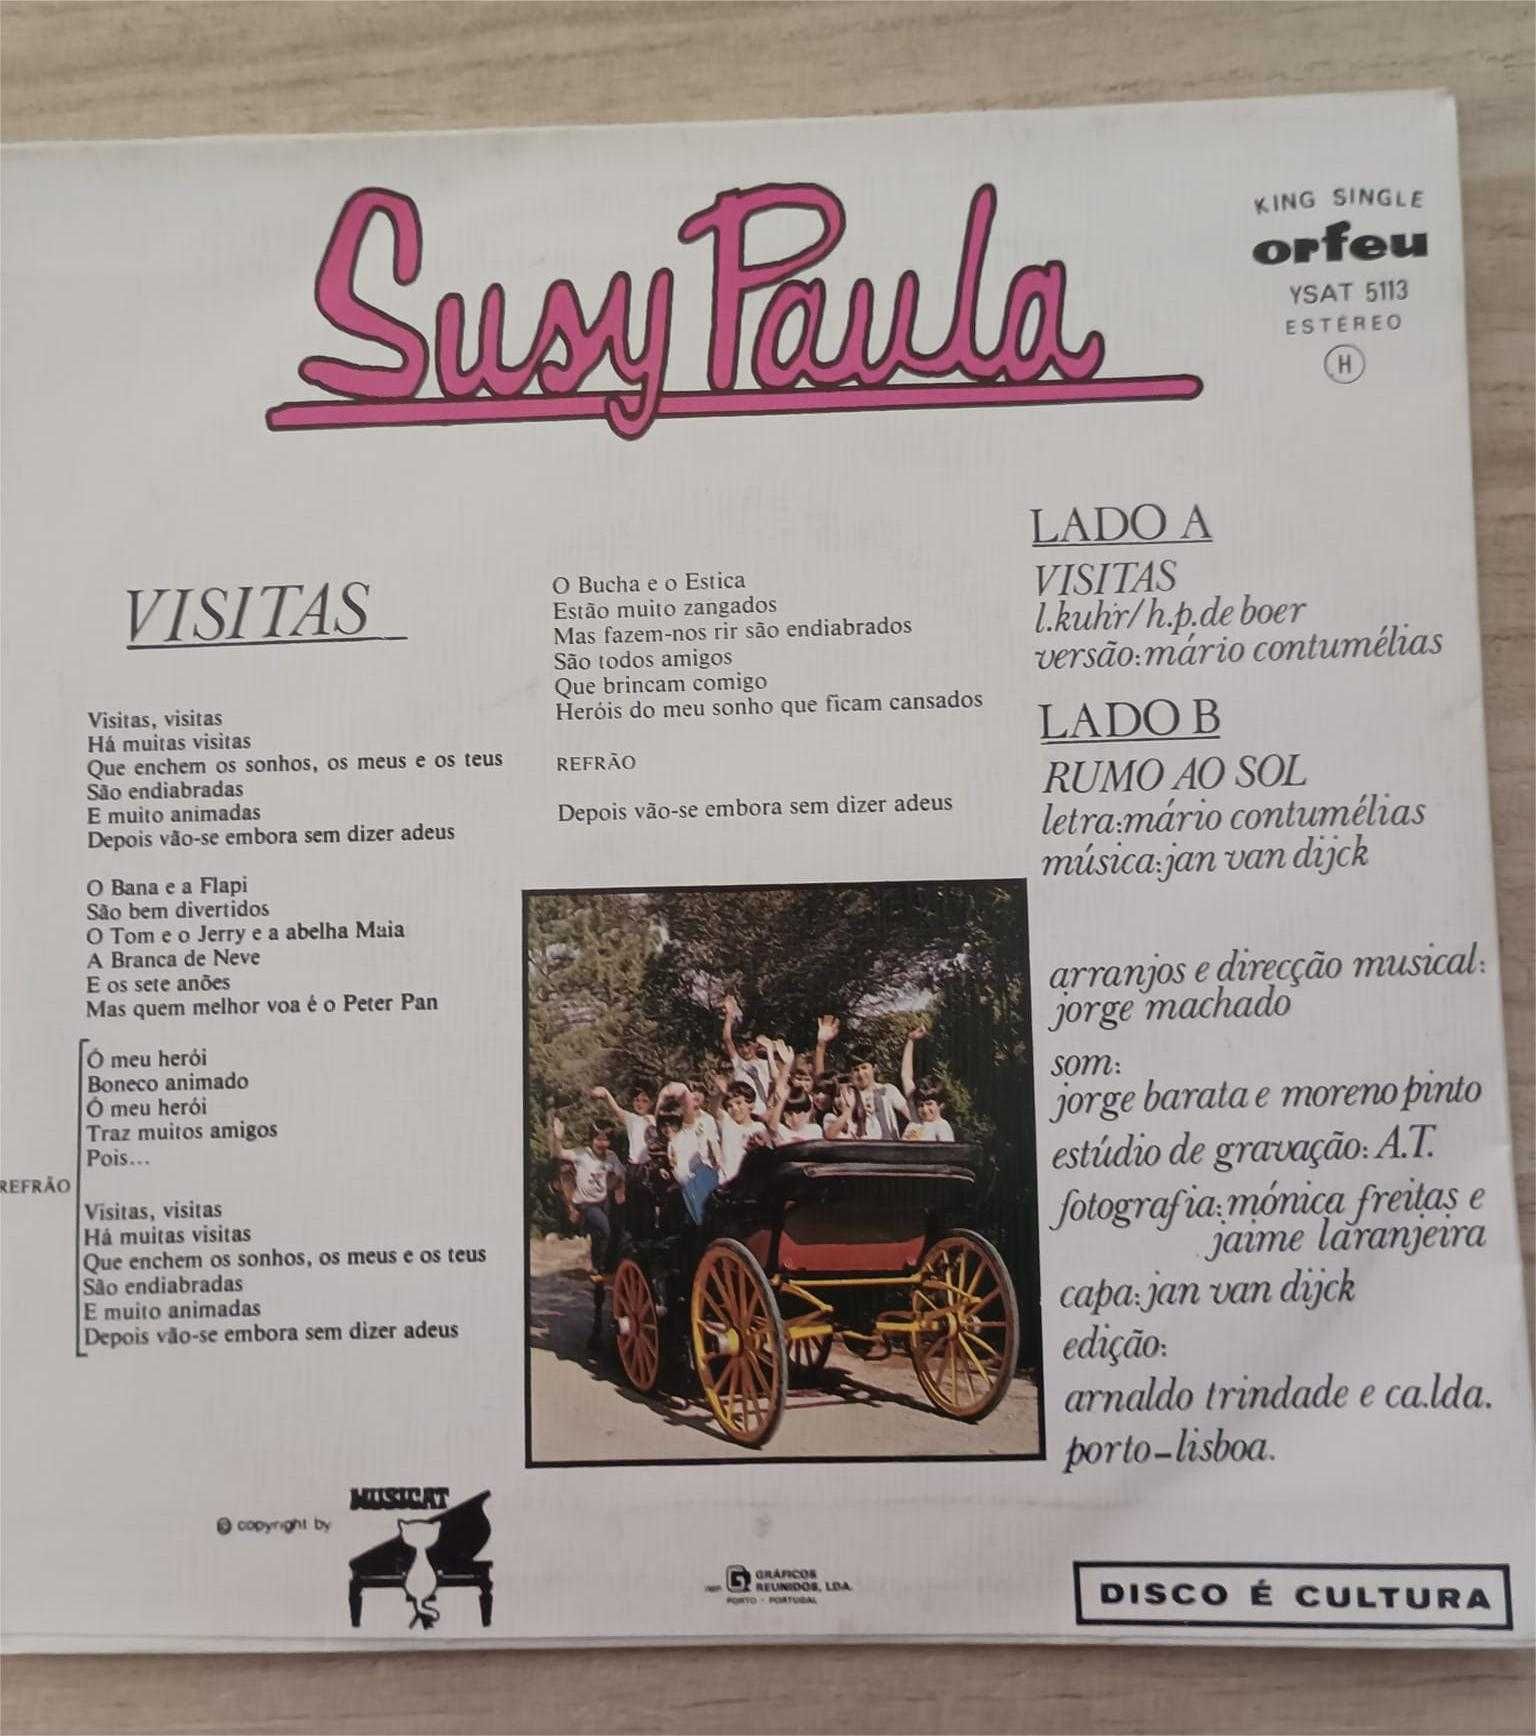 Susy Paula
KING SINGLE
orfeu
YSAT 5113
ESTÉREO
H
VISITAS
Visitas, visitas
Há muitas visitas
Que enchem os sonhos, os meus e os teus
São endiabradas
E muito animadas
Depois vão-se embora sem dizer adeus
O Bana e a Flapi
São bem divertidos
O Tom e o Jerry e a abelha Maia
A Branca de Neve
E os sete anões
Mas quem melhor voa é o Peter Pan
Ó meu herói
Boneco animado
Ó meu herói
Traz muitos amigos
Pois...
REFRÃO
Visitas, visitas
Há muitas visitas
Que enchem os sonhos, os meus e os teus
São endiabradas
E muito animadas
Depois vão-se embora sem dizer adeus
O Bucha e o Estica
Estão muito zangados
Mas fazem-nos rir são endiabrados
São todos amigos
Que brincam comigo
Heróis do meu sonho que ficam cansados
REFRÃO
Depois vão-se embora sem dizer adeus
LADO A
VISITAS
l.kuhr/h.p.de boer
versão:mário contumélias
LADO B
RUMO AO SOL
letra:mário contumélias
música:jan van dijck
arranjos e direcção musical:
jorge machado
som:
jorge barata e moreno pinto
estúdio de gravação: A.T.
fotografia:mónica freitas e
jaime laranjeira
capa:jan van dijck
edição:
arnaldo trindade e ca.lda.
porto-lisboa.
© copyright by
MUSICAT
GRÁFICOS
REUNIDOS, LDA.
PORTO - PORTUGAL
DISCO É CULTURA